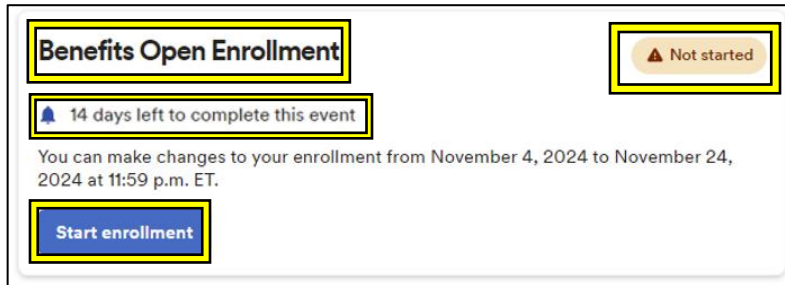 Benefits Open Enrollment
Not started
14 days left to complete this event
You can make changes to your enrollment from November 4, 2024 to November 24,
2024 at 11:59 p.m. ET.
Start enrollment